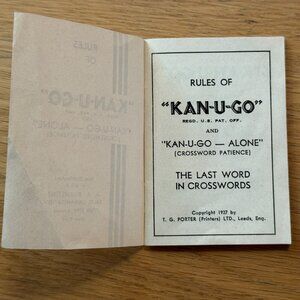 RULES OF
"KAN-U-GO"
REGD. U.S. PAT. OFF.
AND
"KAN-U-GO — ALONE"
(CROSSWORD PATIENCE)
THE LAST WORD
IN CROSSWORDS
Copyright 1937 by
T. G. PORTER (Printers) LTD., Leeds, Eng.